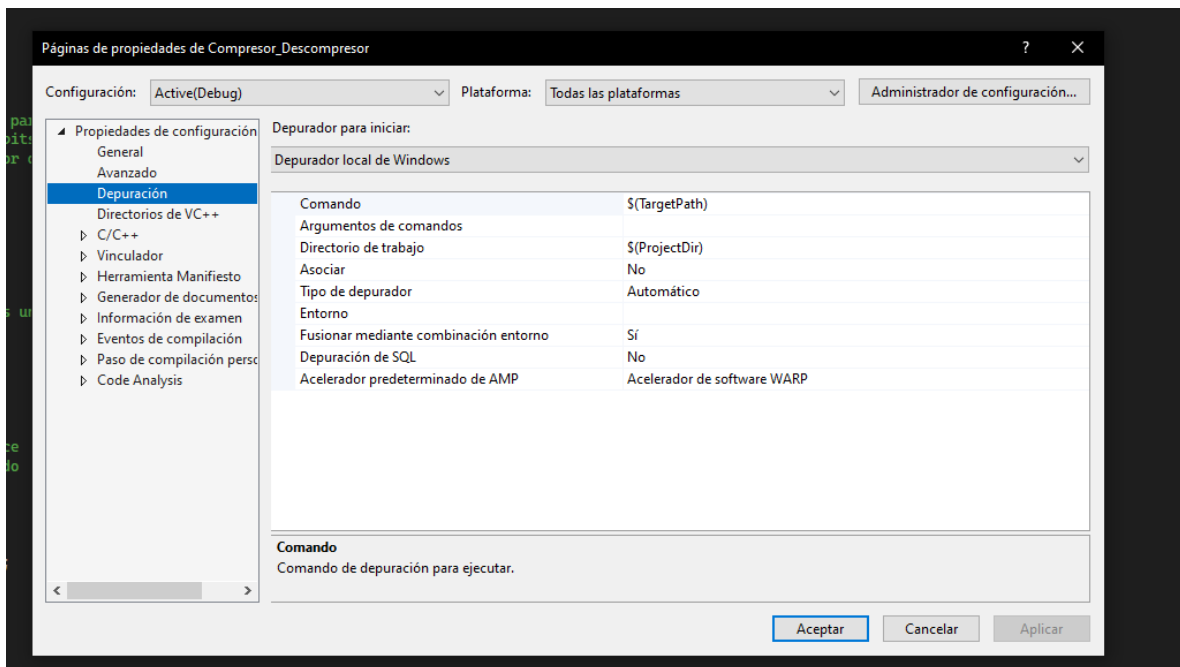 Páginas de propiedades de Compresor_Descompresor ? ×
Configuración: Active(Debug) Plataforma: Todas las plataformas Administrador de configuración...
Propiedades de configuración
General
Avanzado
Depuración
Directorios de VC++
C/C++
Vinculador
Herramienta Manifiesto
Generador de documentos
Información de examen
Eventos de compilación
Paso de compilación perso
Code Analysis
Depurador para iniciar:
Depurador local de Windows
Comando $(TargetPath)
Argumentos de comandos
Directorio de trabajo $(ProjectDir)
Asociar No
Tipo de depurador Automático
Entorno
Fusionar mediante combinación entorno Sí
Depuración de SQL No
Acelerador predeterminado de AMP Acelerador de software WARP
Comando
Comando de depuración para ejecutar.
Aceptar Cancelar Aplicar